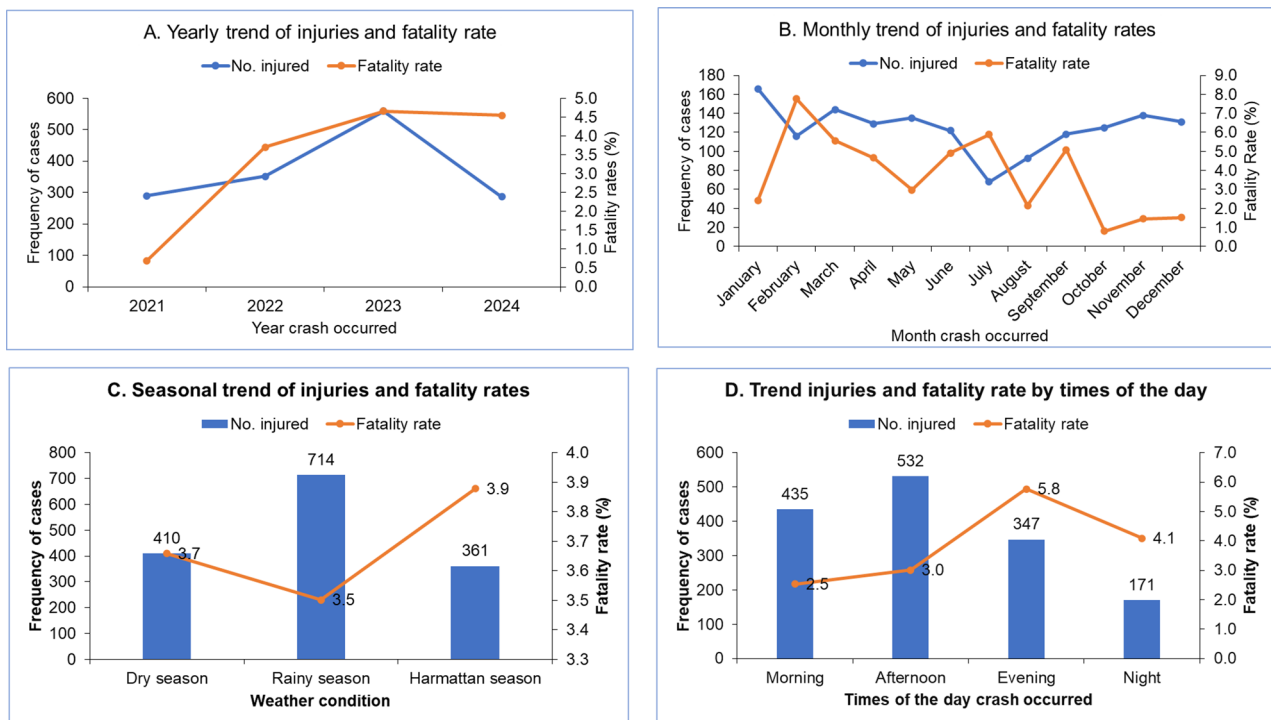 A. Yearly trend of injuries and fatality rate
No. injured
Fatality rate
600
500
400
300
200
100
0
Frequency of cases
5.0
4.5
4.0
3.5
3.0
2.5
2.0
1.5
1.0
0.5
0.0
Fatality rates (%)
2021 2022 2023 2024
Year crash occurred
B. Monthly trend of injuries and fatality rates
No. injured
Fatality rate
180
160
140
120
100
80
60
40
20
0
Frequency of cases
9.0
8.0
7.0
6.0
5.0
4.0
3.0
2.0
1.0
0.0
Fatality Rate (%)
January
February
March
April
May
June
July
August
September
October
November
December
Month crash occurred
C. Seasonal trend of injuries and fatality rates
No. injured
Fatality rate
800
700
600
500
400
300
200
100
0
Frequency of cases
410
714
361
3.7
3.5
3.9
4.0
3.9
3.8
3.7
3.6
3.5
3.4
3.3
Fatality rate (%)
Dry season Rainy season Harmattan season
Weather condition
D. Trend injuries and fatality rate by times of the day
No. injured
Fatality rate
600
500
400
300
200
100
0
Frequency of cases
435
532
347
171
2.5
3.0
5.8
4.1
7.0
6.0
5.0
4.0
3.0
2.0
1.0
0.0
Fatality rate (%)
Morning Afternoon Evening Night
Times of the day crash occurred